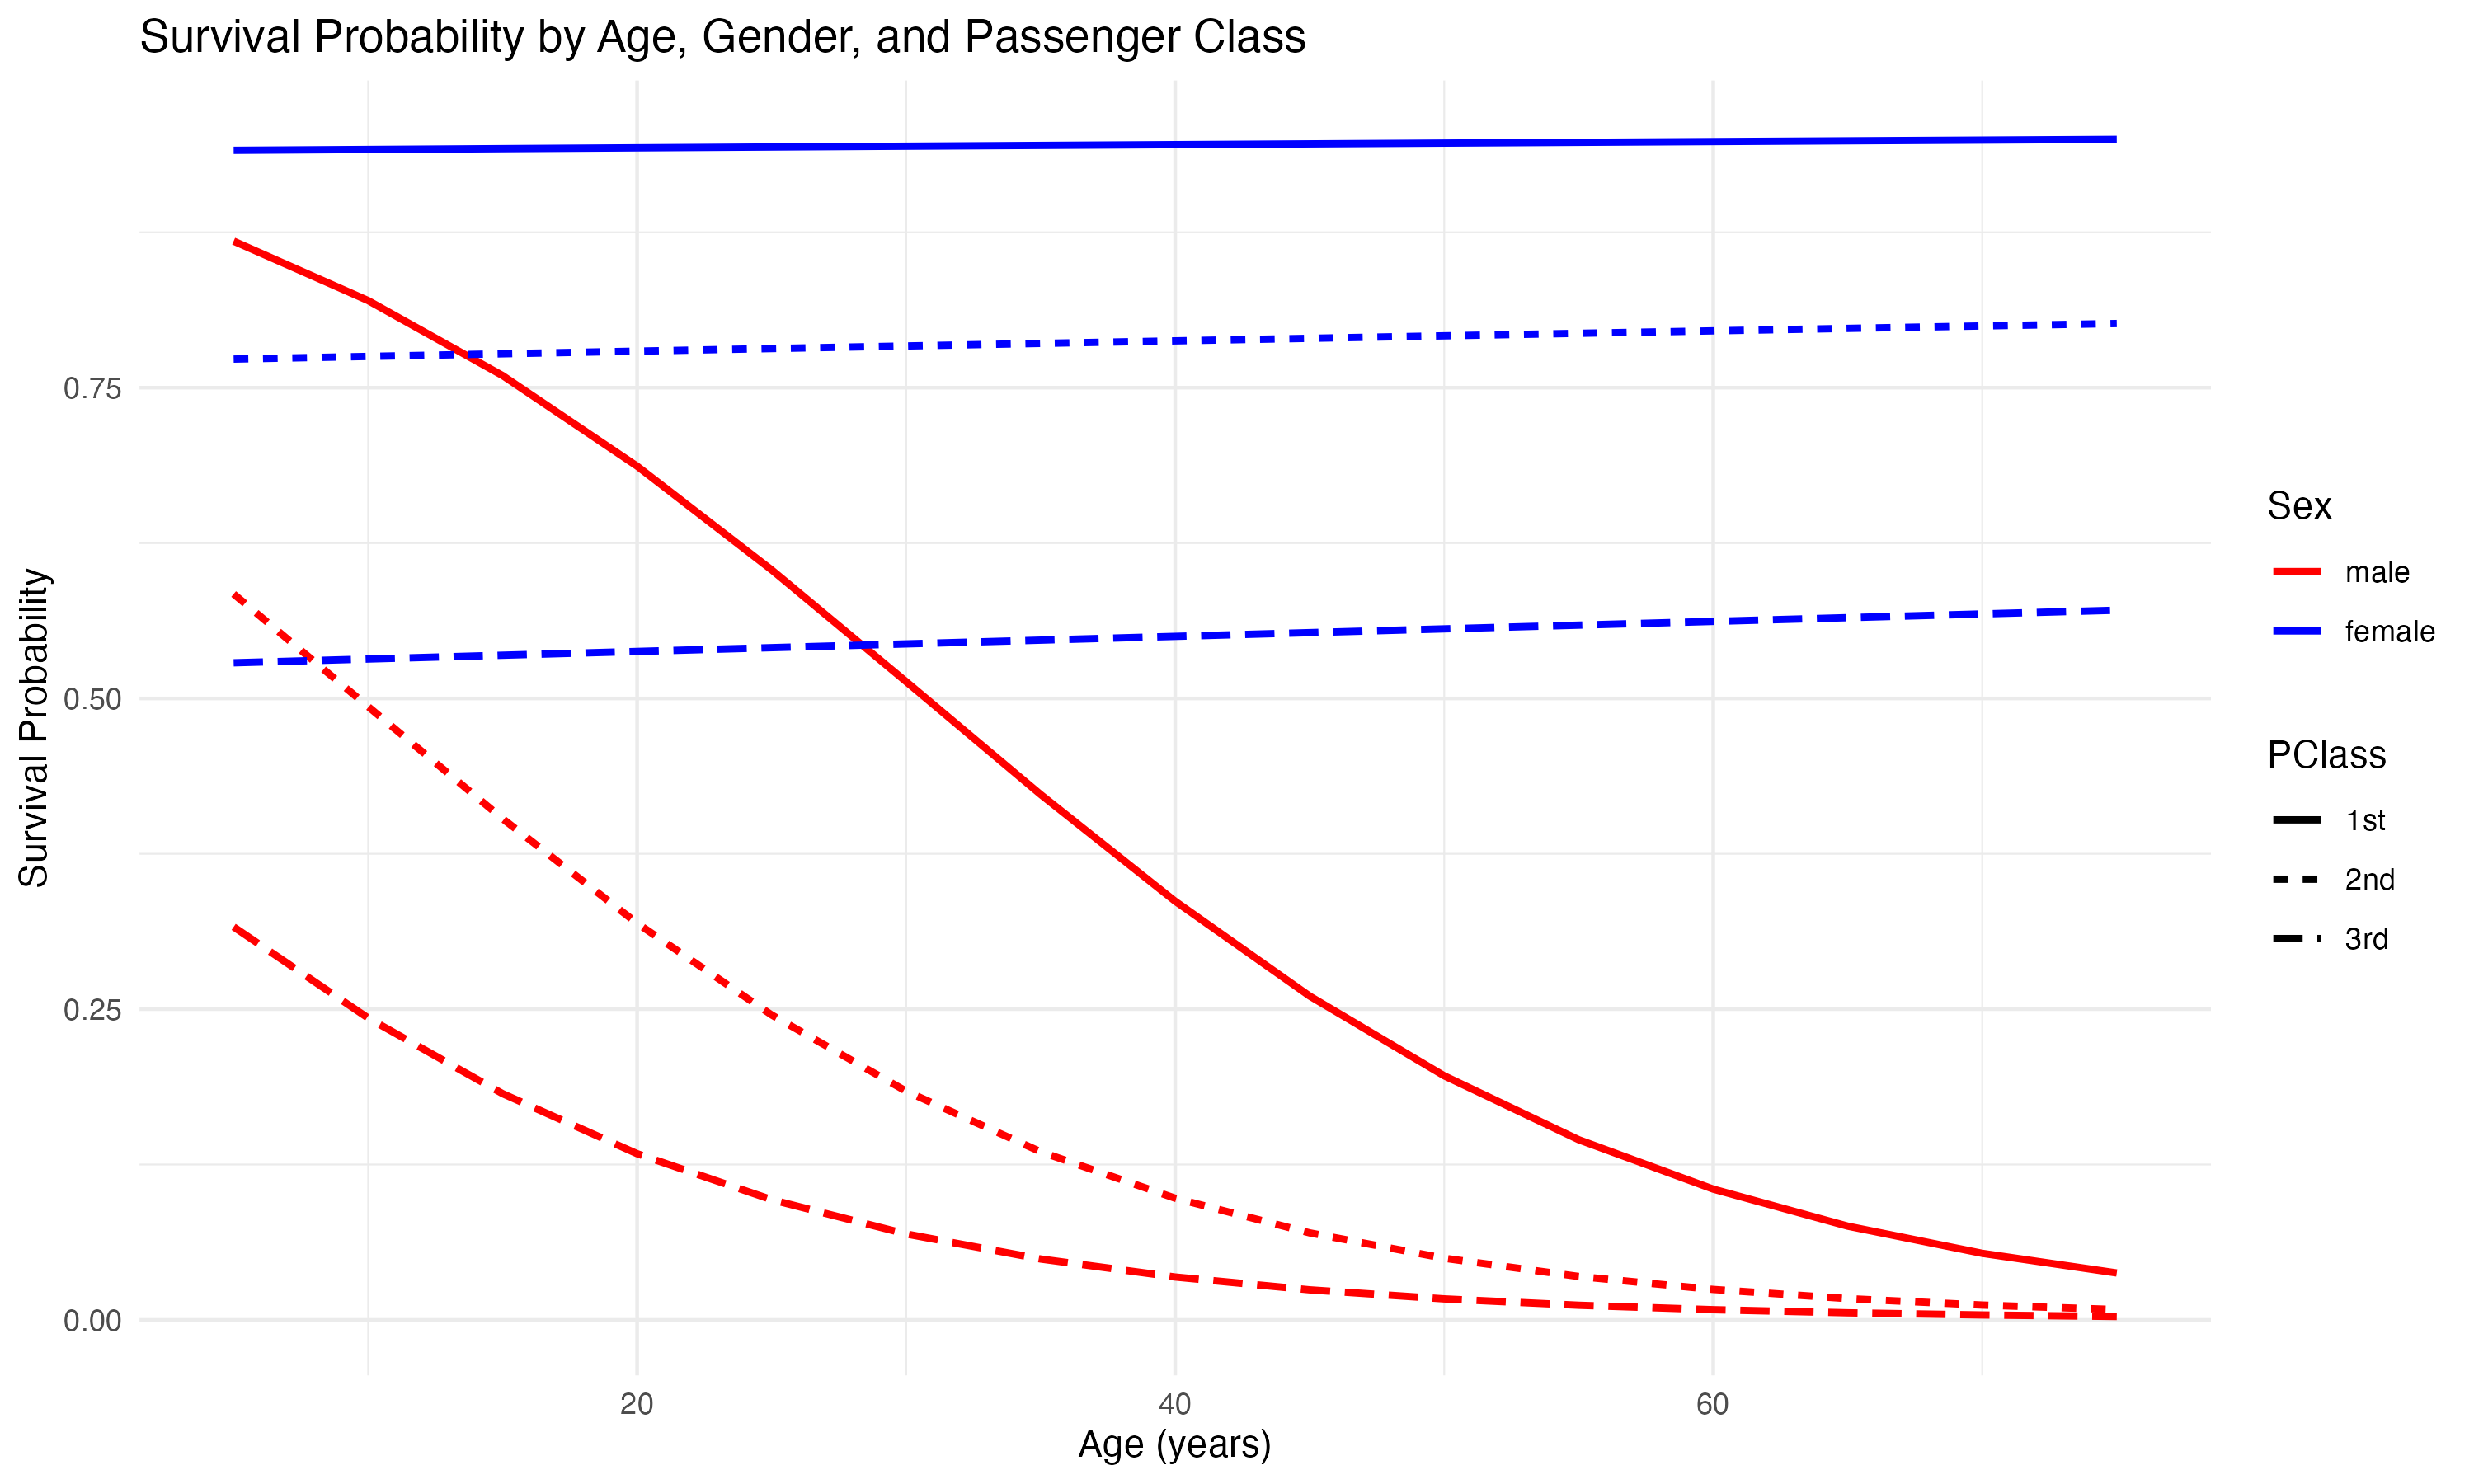 Survival Probability by Age, Gender, and Passenger Class
Survival Probability
0.75
0.50
0.25
0.00
20
40
60
Age (years)
Sex
male
female
PClass
1st
2nd
3rd